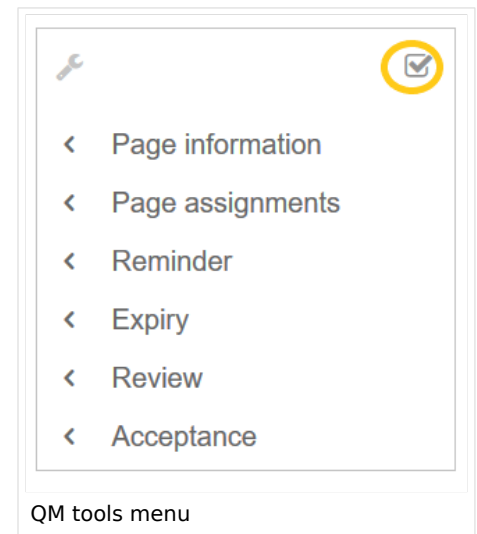 Page information
Page assignments
Reminder
Expiry
Review
Acceptance
QM tools menu